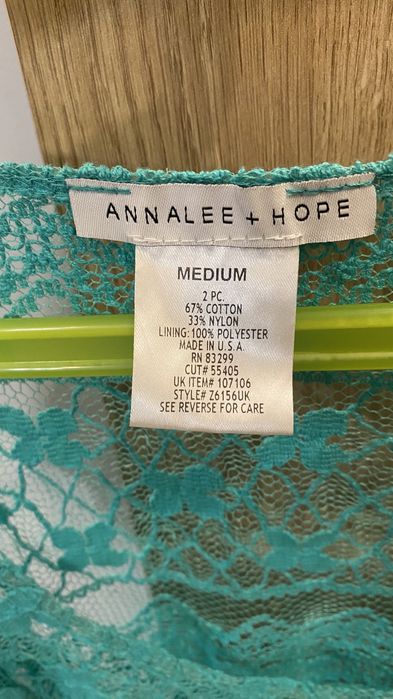 ANNALEE + HOPE
MEDIUM
2 PC.
67% COTTON
33% NYLON
LINING: 100% POLYESTER
MADE IN U.S.A.
RN 83299
CUT# 55405
UK ITEM# 107106
STYLE# Z6156UK
SEE REVERSE FOR CARE